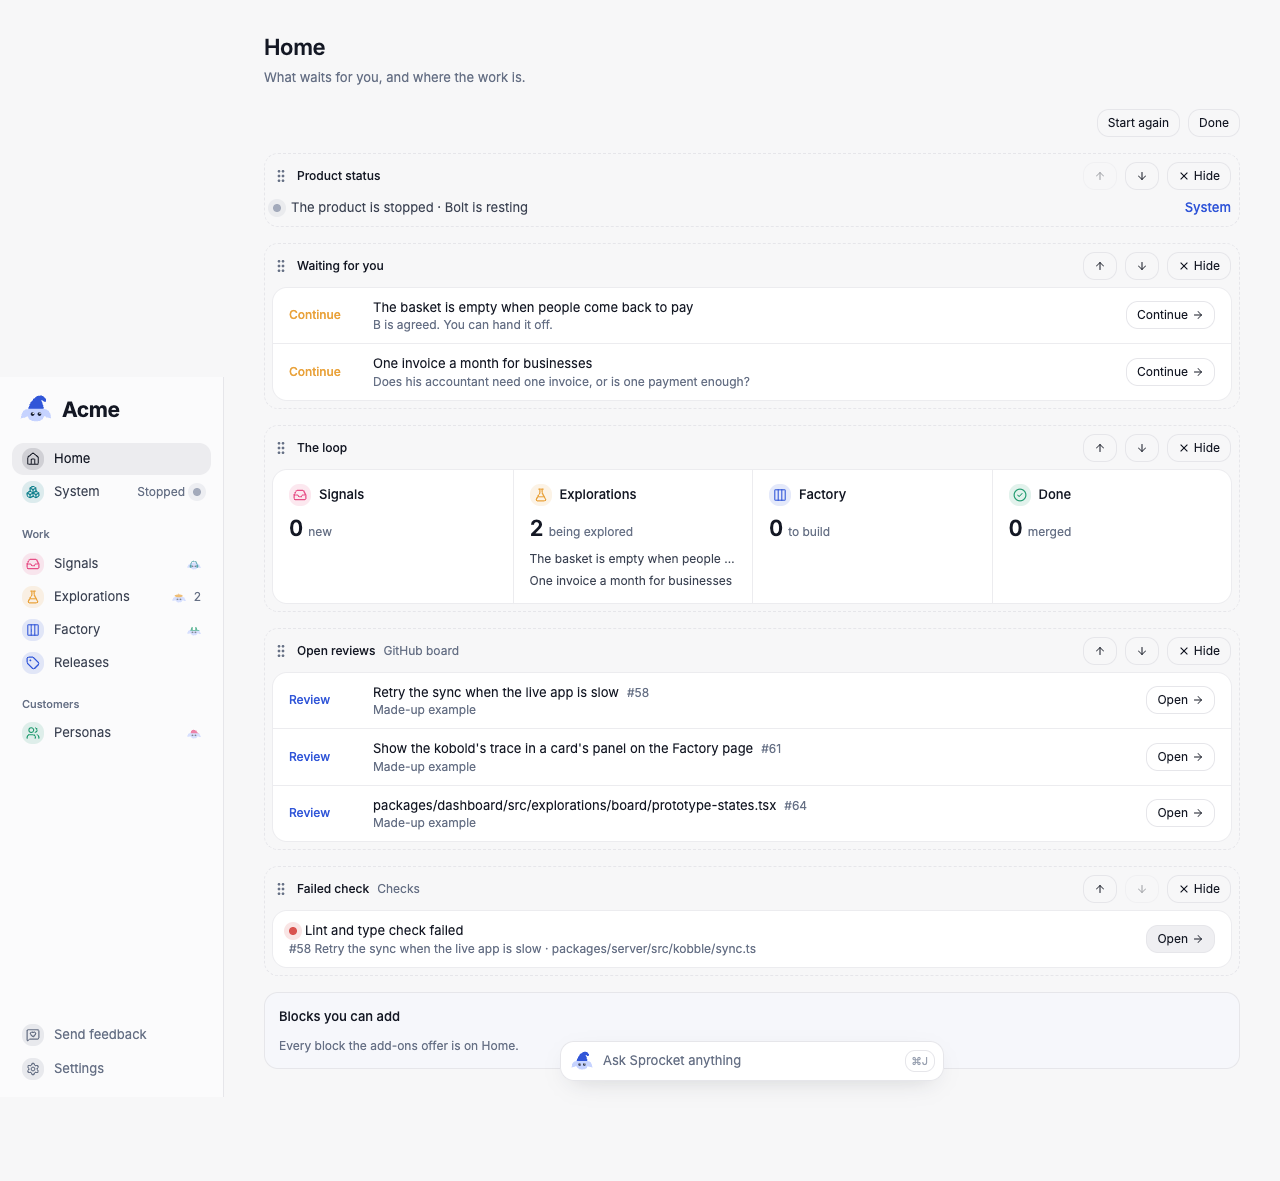 Home
What waits for you, and where the work is.
Start again
Done
Product status
Hide
The product is stopped · Bolt is resting
System
Waiting for you
Hide
Continue
The basket is empty when people come back to pay
B is agreed. You can hand it off.
Continue →
Continue
One invoice a month for businesses
Does his accountant need one invoice, or is one payment enough?
Continue →
The loop
Hide
Signals
0 new
Explorations
2 being explored
The basket is empty when people ...
One invoice a month for businesses
Factory
0 to build
Done
0 merged
Open reviews GitHub board
Hide
Review
Retry the sync when the live app is slow #58
Made-up example
Open →
Review
Show the kobold's trace in a card's panel on the Factory page #61
Made-up example
Open →
Review
packages/dashboard/src/explorations/board/prototype-states.tsx #64
Made-up example
Open →
Failed check Checks
Hide
Lint and type check failed
#58 Retry the sync when the live app is slow · packages/server/src/kobble/sync.ts
Open →
Blocks you can add
Every block the add-ons offer is on Home.
Ask Sprocket anything
⌘J
Acme
Home
System Stopped
Work
Signals
Explorations 2
Factory
Releases
Customers
Personas
Send feedback
Settings